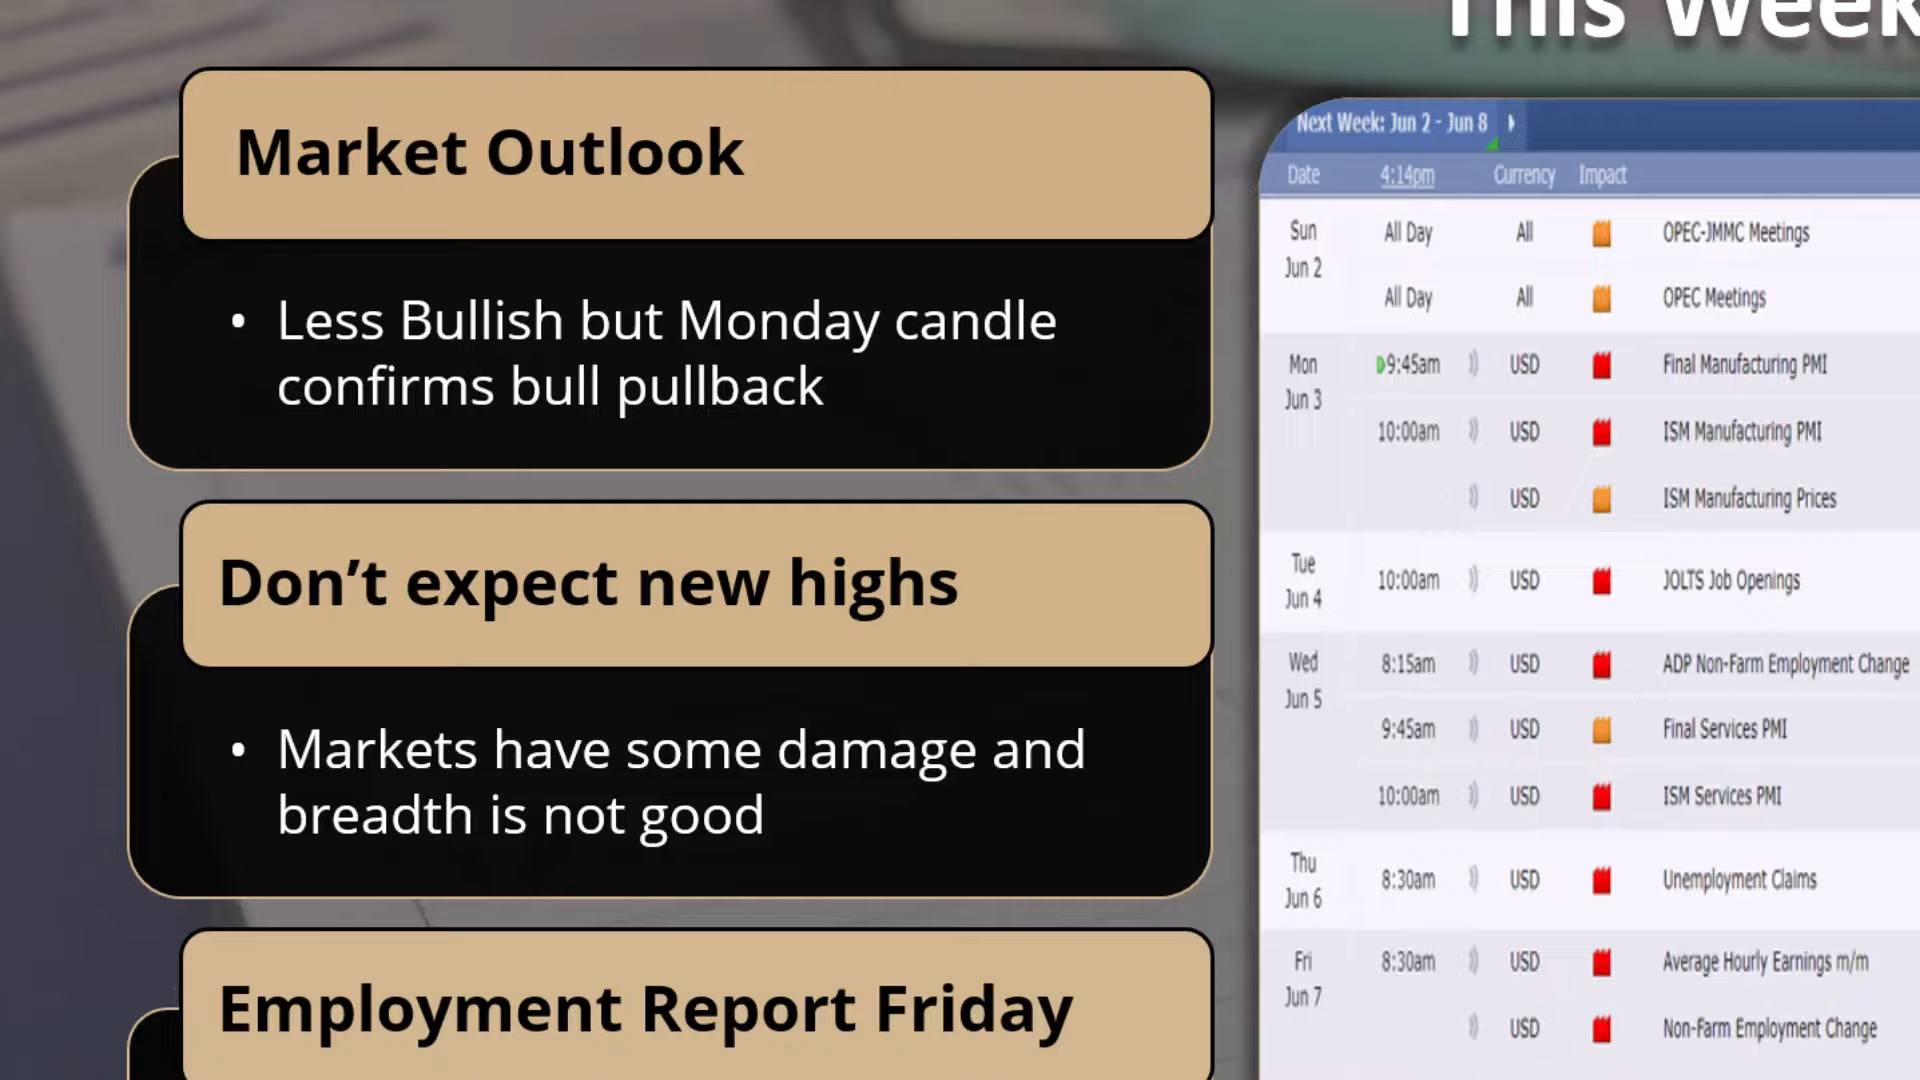 This Week
Market Outlook
• Less Bullish but Monday candle
confirms bull pullback
Don’t expect new highs
• Markets have some damage and
breadth is not good
Employment Report Friday
Next Week: Jun 2 - Jun 8
Date 4:14pm Currency Impact
Sun
Jun 2
All Day All OPEC-JMMC Meetings
All Day All OPEC Meetings
Mon
Jun 3
9:45am USD Final Manufacturing PMI
10:00am USD ISM Manufacturing PMI
USD ISM Manufacturing Prices
Tue
Jun 4
10:00am USD JOLTS Job Openings
Wed
Jun 5
8:15am USD ADP Non-Farm Employment Change
9:45am USD Final Services PMI
10:00am USD ISM Services PMI
Thu
Jun 6
8:30am USD Unemployment Claims
Fri
Jun 7
8:30am USD Average Hourly Earnings m/m
USD Non-Farm Employment Change